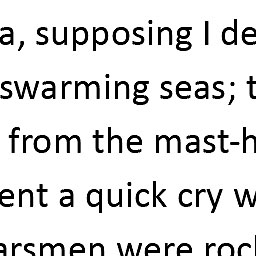 a, supposing I de
swarming seas; t
from the mast-h
ent a quick cry w
arsmen were rock